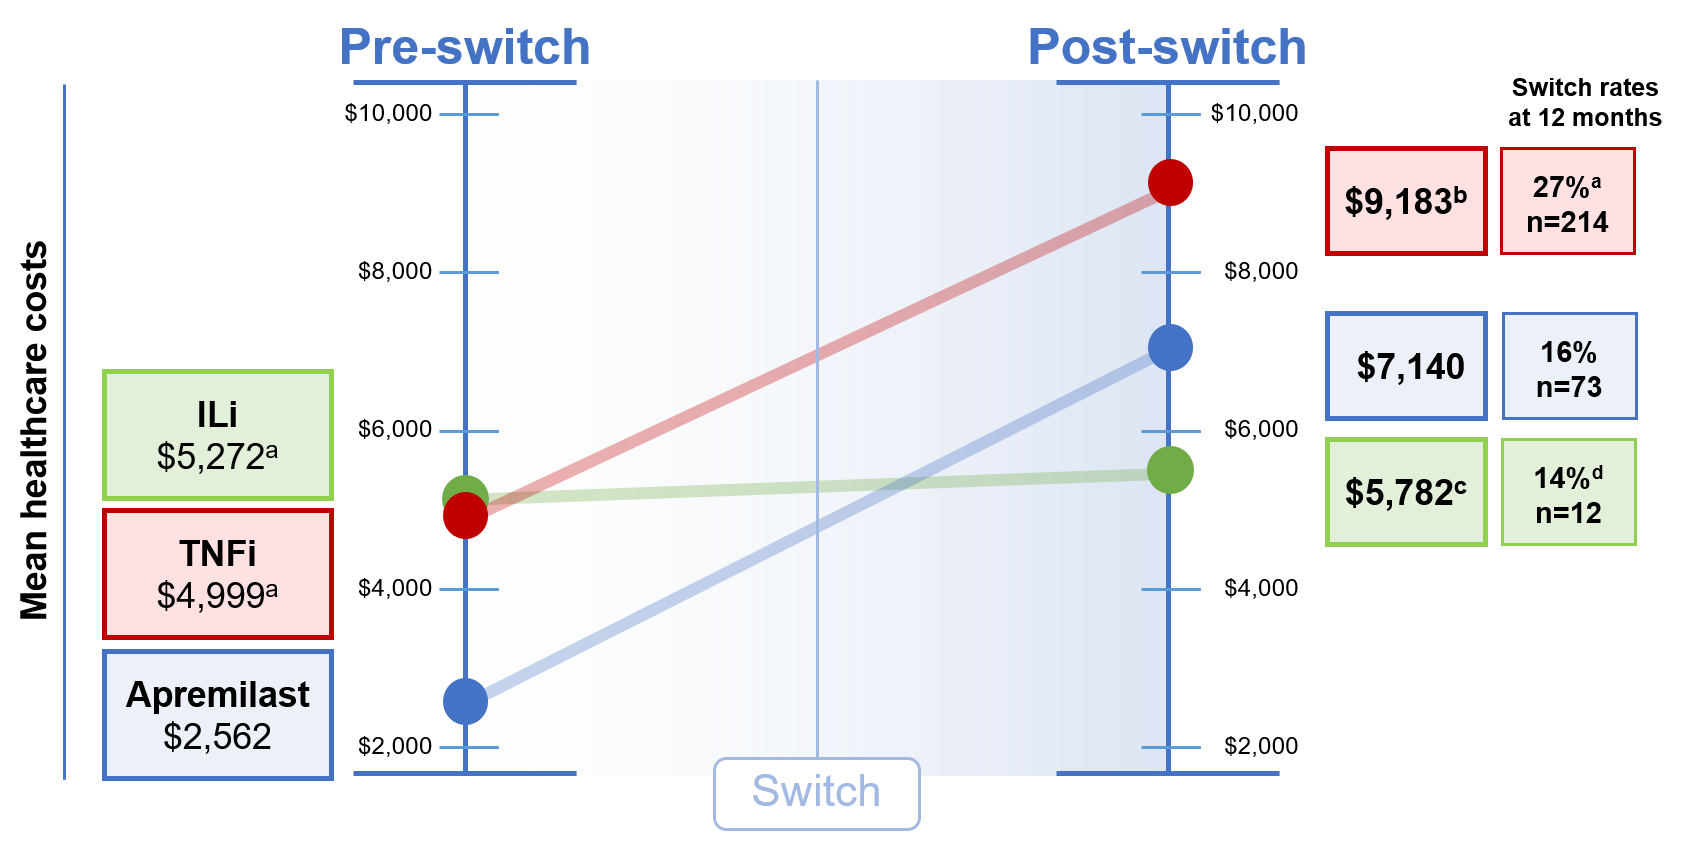 Pre-switch
Post-switch
Switch rates
at 12 months
Mean healthcare costs
ILi
$5,272ᵃ
TNFi
$4,999ᵃ
Apremilast
$2,562
$10,000
$8,000
$6,000
$4,000
$2,000
Switch
$10,000
$8,000
$6,000
$4,000
$2,000
$9,183ᵇ
27%ᵃ
n=214
$7,140
16%
n=73
$5,782ᶜ
14%ᵈ
n=12